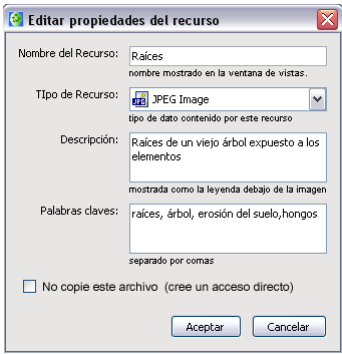 Editar propiedades del recurso
Nombre del Recurso:
Raíces
nombre mostrado en la ventana de vistas.
TIpo de Recurso:
JPEG Image
tipo de dato contenido por este recurso
Descripción:
Raíces de un viejo árbol expuesto a los
elementos
mostrada como la leyenda debajo de la imagen
Palabras claves:
raíces, árbol, erosión del suelo,hongos
separado por comas
No copie este archivo (cree un acceso directo)
Aceptar
Cancelar